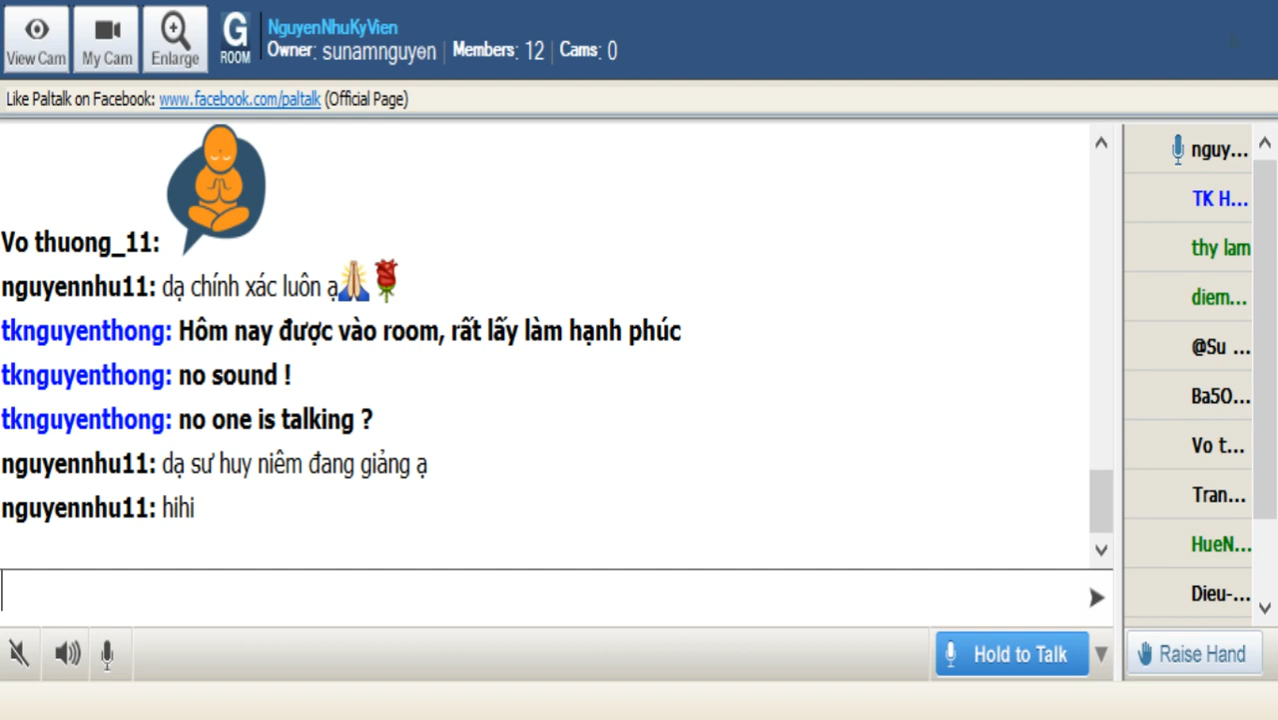 View Cam
My Cam
Enlarge
G
ROOM
NguyenNhuKyVien
Owner: sunamnguyen | Members: 12 | Cams: 0
Like Paltalk on Facebook: www.facebook.com/paltalk (Official Page)
Vo thuong_11:
nguyennhu11: dạ chính xác luôn ạ
tknguyenthong: Hôm nay được vào room, rất lấy làm hạnh phúc
tknguyenthong: no sound !
tknguyenthong: no one is talking ?
nguyennhu11: dạ sư huy niêm đang giảng ạ
nguyennhu11: hihi
nguy...
TK H...
thy lam
diem...
@Su ...
Ba5O...
Vo t...
Tran...
HueN...
Dieu-...
Hold to Talk
Raise Hand